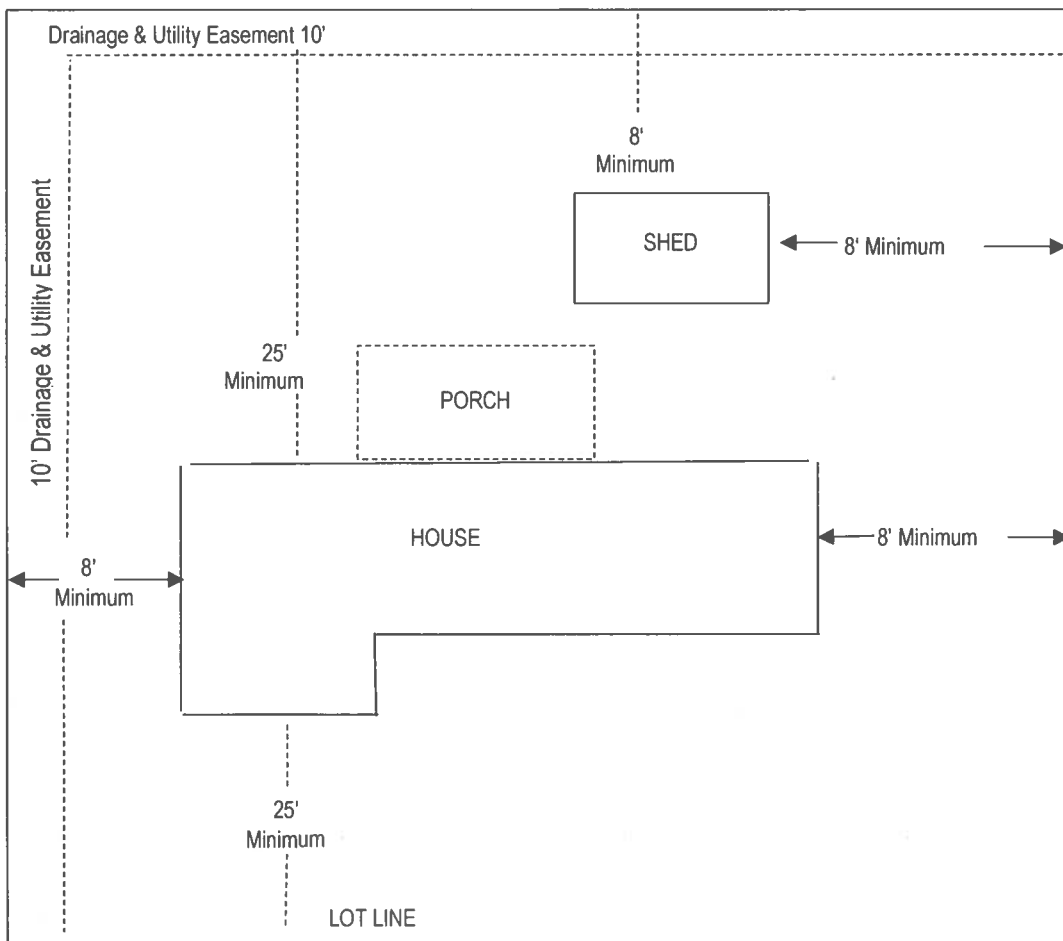 Drainage & Utility Easement 10'
8'
Minimum
10' Drainage & Utility Easement
SHED
8' Minimum
25'
Minimum
PORCH
HOUSE
8' Minimum
8'
Minimum
25'
Minimum
LOT LINE